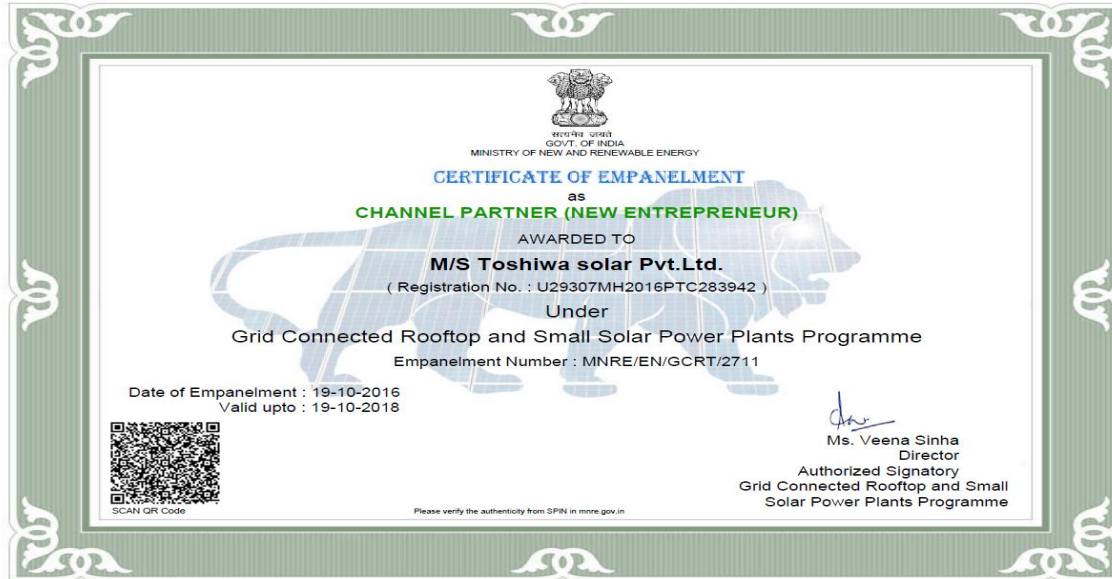 सत्यमेव जयते
GOVT. OF INDIA
MINISTRY OF NEW AND RENEWABLE ENERGY
CERTIFICATE OF EMPANELMENT
as
CHANNEL PARTNER (NEW ENTREPRENEUR)
AWARDED TO
M/S Toshiwa solar Pvt.Ltd.
( Registration No. : U29307MH2016PTC283942 )
Under
Grid Connected Rooftop and Small Solar Power Plants Programme
Empanelment Number : MNRE/EN/GCRT/2711
Date of Empanelment : 19-10-2016
Valid upto : 19-10-2018
SCAN QR Code
Please verify the authenticity from SPIN in mnre.gov.in
Ms. Veena Sinha
Director
Authorized Signatory
Grid Connected Rooftop and Small
Solar Power Plants Programme